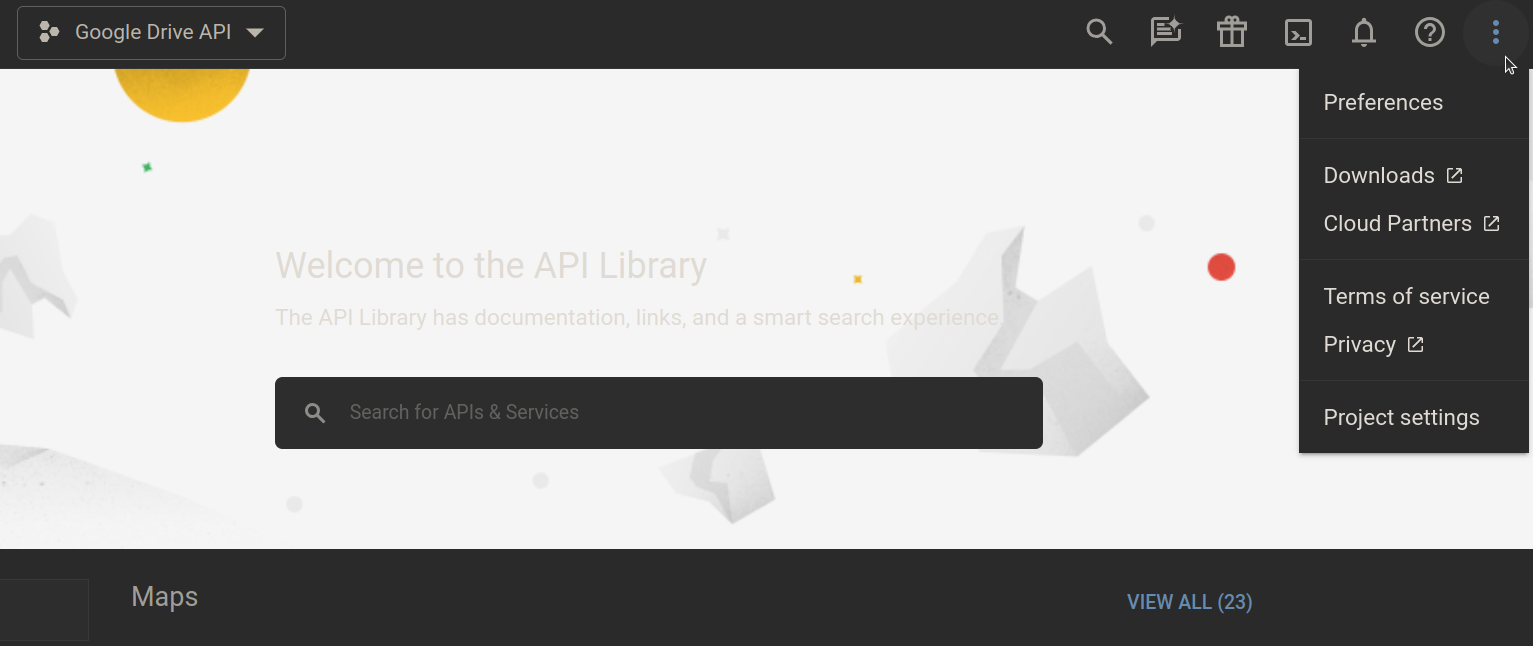 Google Drive API
Preferences
Downloads
Cloud Partners
Terms of service
Privacy
Project settings
Welcome to the API Library
The API Library has documentation, links, and a smart search experience.
Search for APIs & Services
Maps
VIEW ALL (23)